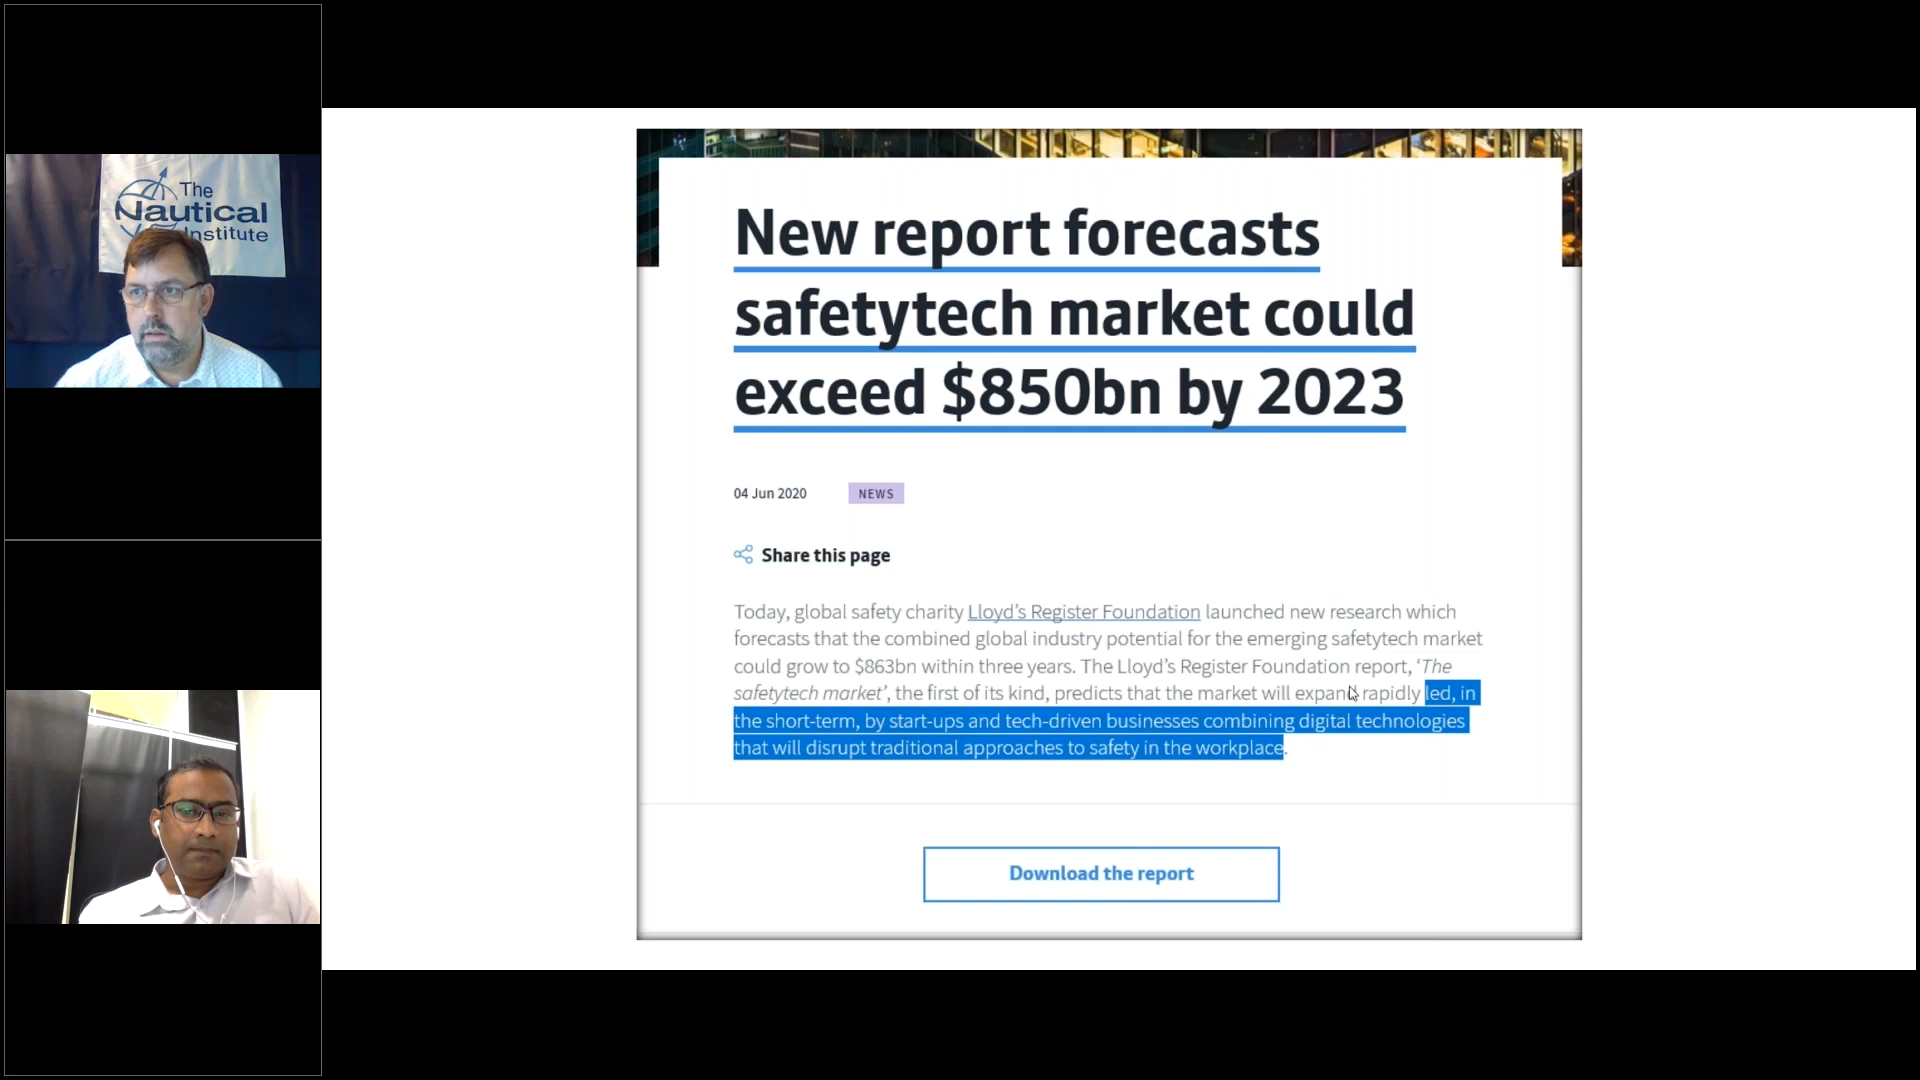 The
Nautical
Institute
New report forecasts
safetytech market could
exceed $850bn by 2023
04 Jun 2020
NEWS
Share this page
Today, global safety charity Lloyd's Register Foundation launched new research which
forecasts that the combined global industry potential for the emerging safetytech market
could grow to $863bn within three years. The Lloyd's Register Foundation report, ‘The
safetytech market’, the first of its kind, predicts that the market will expand rapidly led, in
the short-term, by start-ups and tech-driven businesses combining digital technologies
that will disrupt traditional approaches to safety in the workplace.
Download the report